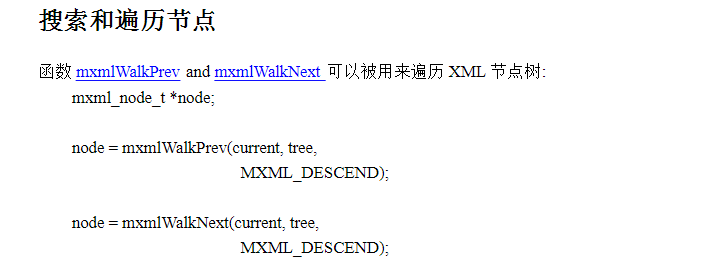 搜索和遍历节点
函数 mxmlWalkPrev and mxmlWalkNext 可以被用来遍历 XML 节点树:
mxml_node_t *node;
node = mxmlWalkPrev(current, tree,
MXML_DESCEND);
node = mxmlWalkNext(current, tree,
MXML_DESCEND);